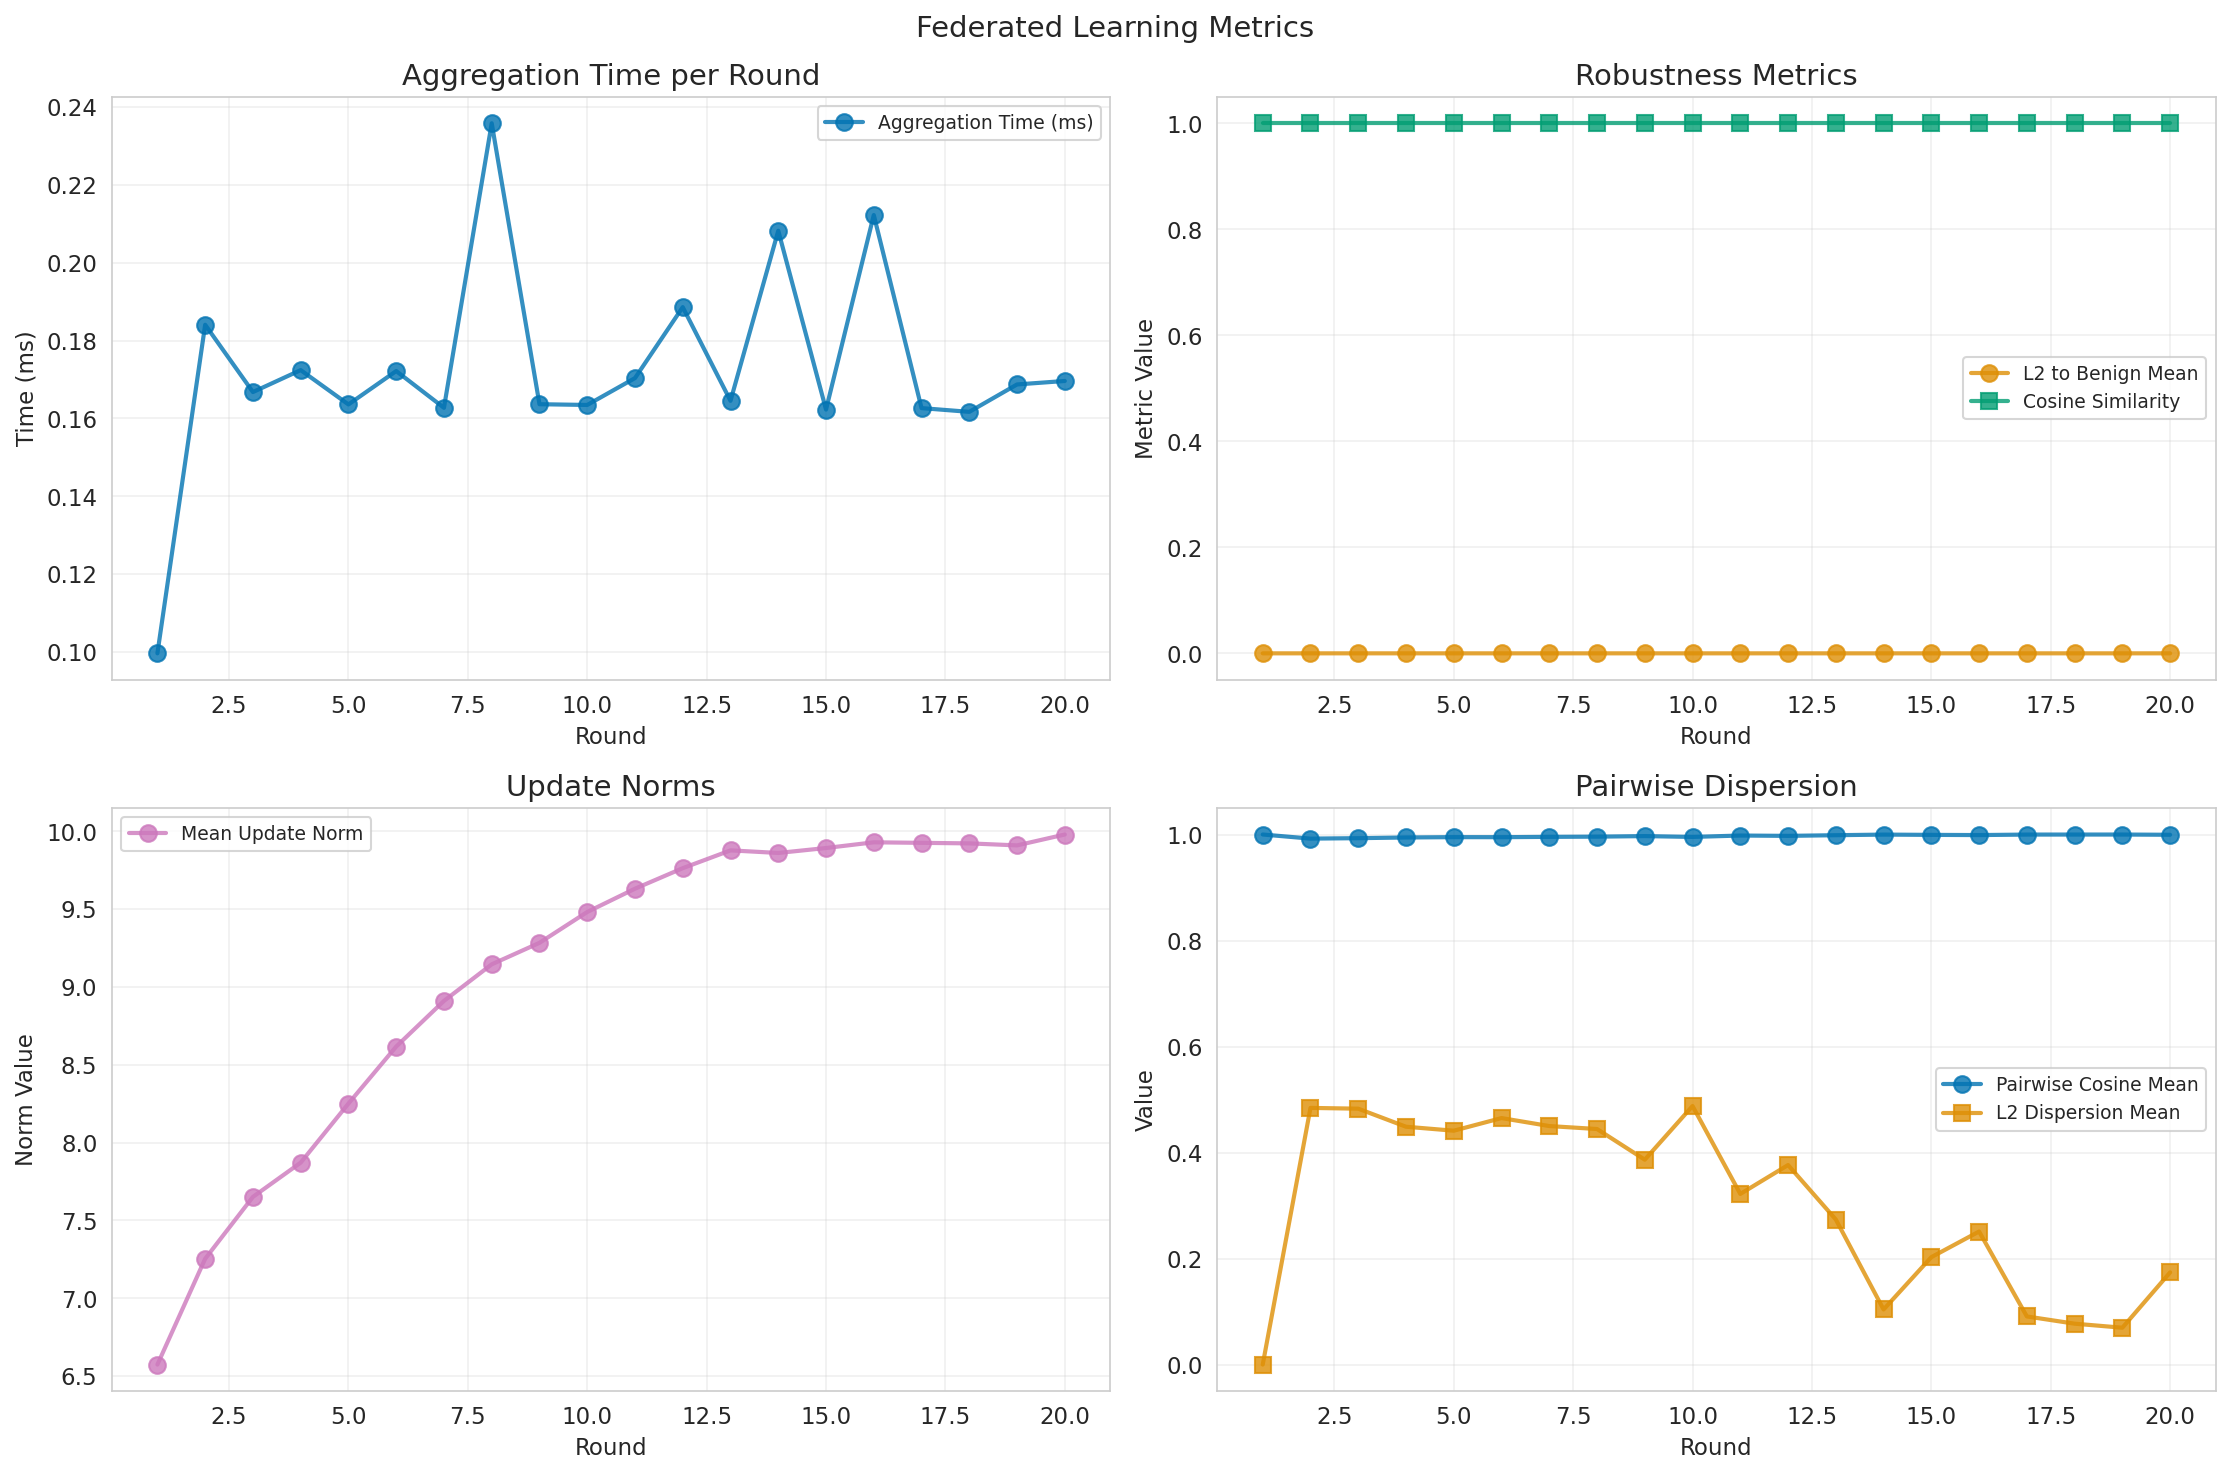 Federated Learning Metrics
Aggregation Time per Round
Time (ms)
0.24
0.22
0.20
0.18
0.16
0.14
0.12
0.10
Aggregation Time (ms)
2.5 5.0 7.5 10.0 12.5 15.0 17.5 20.0
Round
Robustness Metrics
Metric Value
1.0
0.8
0.6
0.4
0.2
0.0
L2 to Benign Mean
Cosine Similarity
2.5 5.0 7.5 10.0 12.5 15.0 17.5 20.0
Round
Update Norms
Norm Value
10.0
9.5
9.0
8.5
8.0
7.5
7.0
6.5
Mean Update Norm
2.5 5.0 7.5 10.0 12.5 15.0 17.5 20.0
Round
Pairwise Dispersion
Value
1.0
0.8
0.6
0.4
0.2
0.0
Pairwise Cosine Mean
L2 Dispersion Mean
2.5 5.0 7.5 10.0 12.5 15.0 17.5 20.0
Round